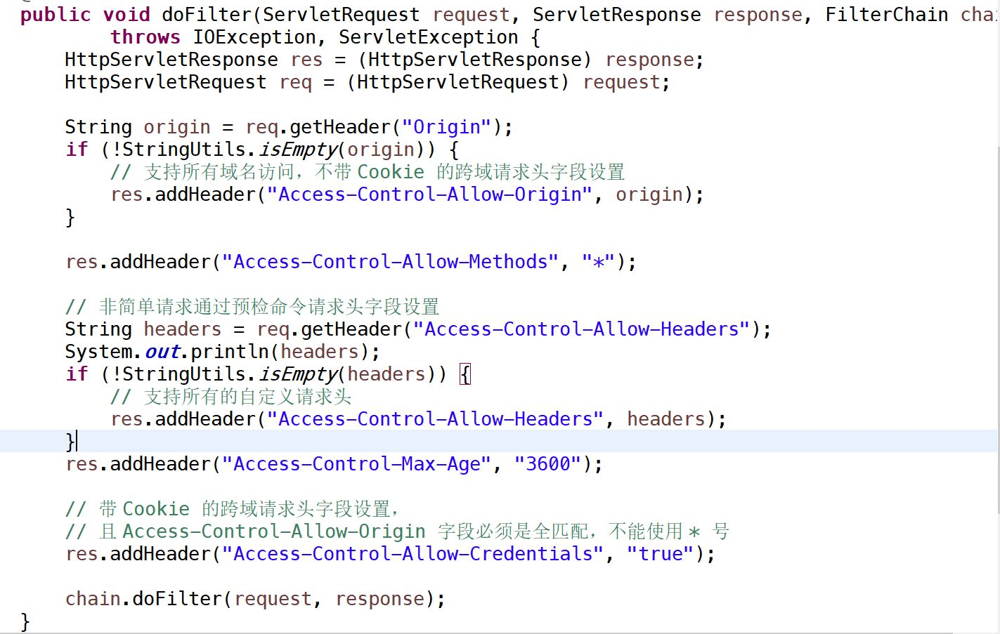 public void doFilter(ServletRequest request, ServletResponse response, FilterChain
throws IOException, ServletException {
HttpServletResponse res = (HttpServletResponse) response;
HttpServletRequest req = (HttpServletRequest) request;
String origin = req.getHeader("Origin");
if (!StringUtils.isEmpty(origin)) {
// 支持所有域名访问，不带 Cookie 的跨域请求头字段设置
res.addHeader("Access-Control-Allow-Origin", origin);
}
res.addHeader("Access-Control-Allow-Methods", "*");
// 非简单请求通过预检命令请求头字段设置
String headers = req.getHeader("Access-Control-Allow-Headers");
System.out.println(headers);
if (!StringUtils.isEmpty(headers)) {
// 支持所有的自定义请求头
res.addHeader("Access-Control-Allow-Headers", headers);
}
res.addHeader("Access-Control-Max-Age", "3600");
// 带 Cookie 的跨域请求头字段设置，
// 且 Access-Control-Allow-Origin 字段必须是全匹配，不能使用 * 号
res.addHeader("Access-Control-Allow-Credentials", "true");
chain.doFilter(request, response);
}